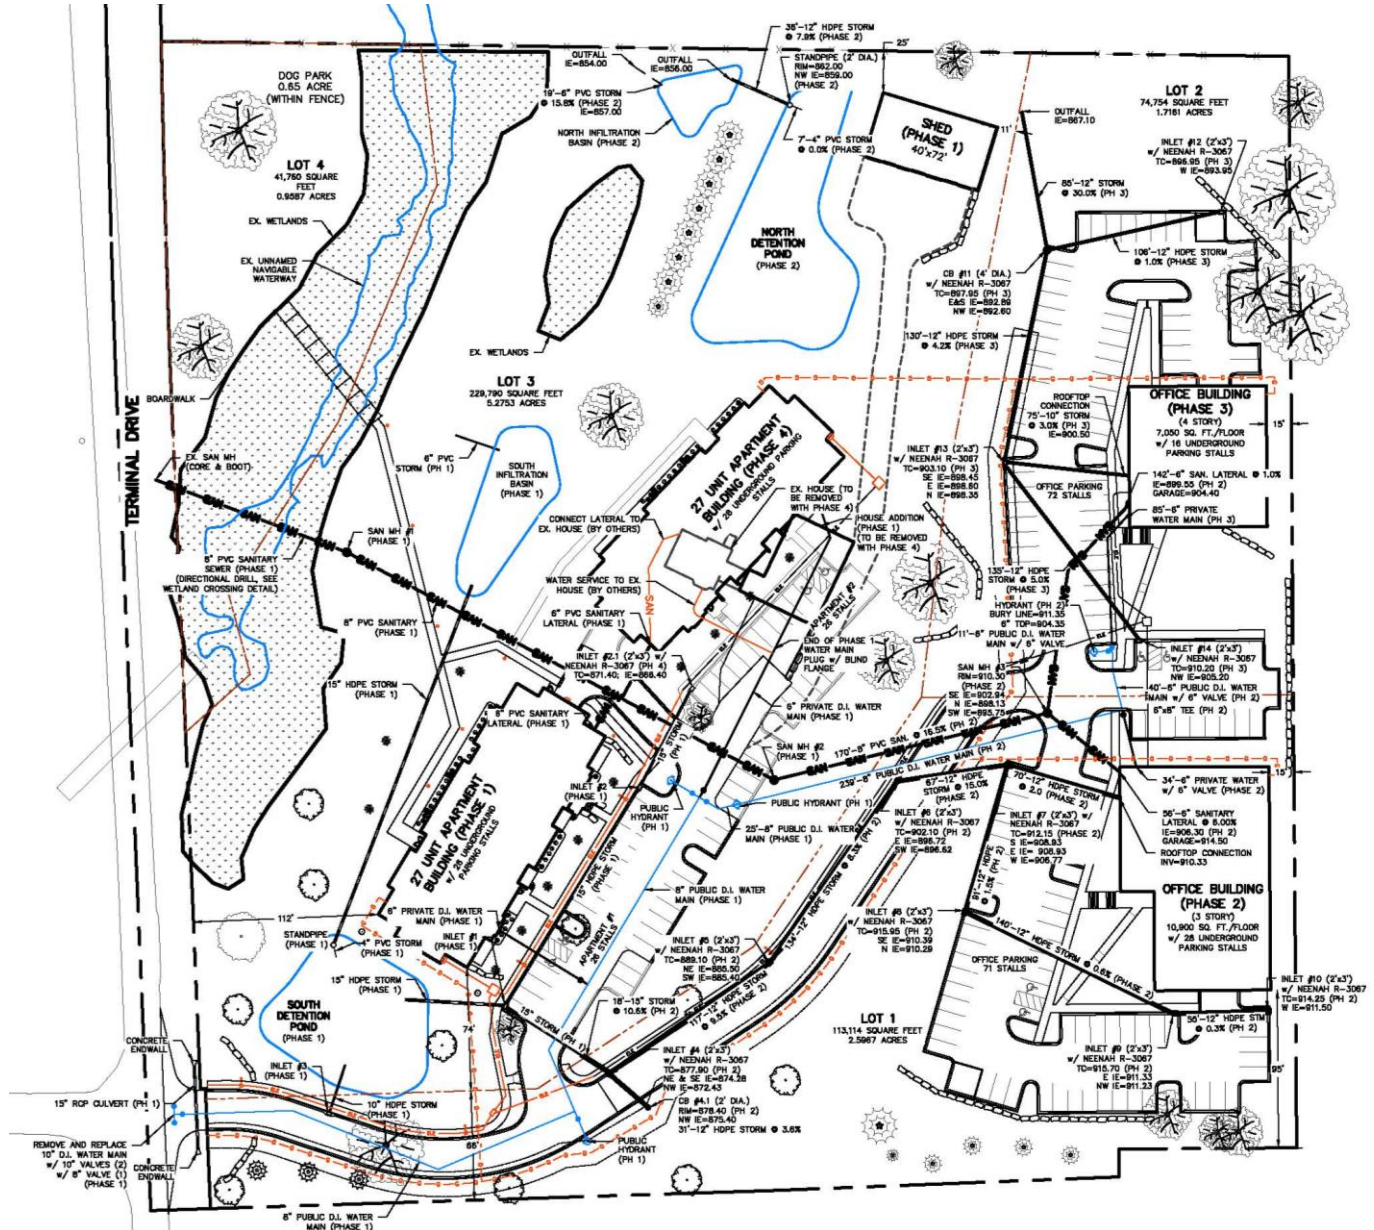 38'-12" HDPE STORM
@ 7.9% (PHASE 2)
OUTFALL
IE=854.00
OUTFALL
IE=856.00
STANDPIPE (2' DIA.)
RIM=862.00
NW IE=859.00
(PHASE 2)
25'
DOG PARK
0.65 ACRE
(WITHIN FENCE)
19'-6" PVC STORM
@ 15.8% (PHASE 2)
IE=857.00
NORTH INFILTRATION
BASIN (PHASE 2)
7'-4" PVC STORM
@ 0.0% (PHASE 2)
SHED
(PHASE 1)
40'x72'
11'
OUTFALL
IE=867.10
LOT 2
74,754 SQUARE FEET
1.7161 ACRES
INLET #12 (2'x3')
w/ NEENAH R-3067
TC=896.95 (PH 3)
W IE=893.95
LOT 4
41,760 SQUARE
FEET
0.9587 ACRES
85'-12" STORM
@ 30.0% (PH 3)
EX. WETLANDS
EX. UNNAMED
NAVIGABLE
WATERWAY
NORTH
DETENTION
POND
(PHASE 2)
106'-12" HDPE STORM
@ 1.0% (PHASE 3)
CB #11 (4' DIA.)
w/ NEENAH R-3067
TC=897.95 (PH 3)
E&S IE=892.89
NW IE=892.60
130'-12" HDPE STORM
@ 4.2% (PHASE 3)
EX. WETLANDS
LOT 3
229,790 SQUARE FEET
5.2753 ACRES
BOARDWALK
TERMINAL DRIVE
ROOFTOP
CONNECTION
75'-10" STORM
@ 3.0% (PH 3)
IE=900.50
OFFICE BUILDING
(PHASE 3)
(4 STORY)
7,050 SQ. FT./FLOOR
w/ 16 UNDERGROUND
PARKING STALLS
15'
EX. SAN MH
(CORE & BOOT)
6" PVC
STORM (PH 1)
SOUTH
INFILTRATION
BASIN
(PHASE 1)
27 UNIT APARTMENT
BUILDING (PHASE 4)
w/ 28 UNDERGROUND PARKING
STALLS
INLET #13 (2'x3')
w/ NEENAH R-3067
TC=903.10 (PH 3)
SE IE=898.45
E IE=898.60
N IE=898.35
OFFICE PARKING
72 STALLS
142'-6" SAN. LATERAL @ 1.0%
IE=899.55 (PH 2)
GARAGE=904.40
85'-6" PRIVATE
WATER MAIN (PH 3)
EX. HOUSE (TO
BE REMOVED
WITH PHASE 4)
HOUSE ADDITION
(PHASE 1)
(TO BE REMOVED
WITH PHASE 4)
CONNECT LATERAL TO
EX. HOUSE (BY OTHERS)
SAN MH #1
(PHASE 1)
8" PVC SANITARY
SEWER (PHASE 1)
(DIRECTIONAL DRILL, SEE
WETLAND CROSSING DETAIL)
WATER SERVICE TO EX.
HOUSE (BY OTHERS)
SAN
6" PVC SANITARY
LATERAL (PHASE 1)
8" PVC SANITARY
(PHASE 1)
APARTMENT #2
26 STALLS
135'-12" HDPE
STORM @ 5.0%
(PHASE 3)
HYDRANT (PH 2)
BURY LINE=911.35
6" TOP=904.35
11'-6" PUBLIC D.I. WATER
MAIN w/ 6" VALVE
END OF PHASE 1
WATER MAIN
PLUG w/ BLIND
FLANGE
INLET #2.1 (2'x3') w/
NEENAH R-3067 (PH 4)
TC=871.40; IE=866.40
SAN MH #3
RIM=910.30
(PHASE 2)
SE IE=902.94
N IE=898.13
SW IE=895.75
INLET #14 (2'x3')
w/ NEENAH R-3067
TC=910.20 (PH 3)
NW IE=905.20
40'-6" PUBLIC D.I. WATER
MAIN w/ 6" VALVE (PH 2)
6"x8" TEE (PH 2)
15" HDPE STORM
(PHASE 1)
6" PVC SANITARY
LATERAL (PHASE 1)
6" PRIVATE D.I. WATER
MAIN (PHASE 1)
15" STORM
(PH 1)
SAN MH #2
(PHASE 1)
170'-8" PVC SAN. @ 16.5% (PH 2)
239'-8" PUBLIC D.I. WATER MAIN (PH 2)
15'
27 UNIT APARTMENT
BUILDING (PHASE 1)
w/ 28 UNDERGROUND
PARKING STALLS
INLET #2
(PHASE 1)
PUBLIC
HYDRANT
(PH 1)
PUBLIC HYDRANT (PH 1)
67'-12" HDPE
STORM @ 15.0%
(PHASE 2)
70'-12" HDPE STORM
@ 2.0 (PHASE 2)
34'-6" PRIVATE WATER
w/ 6" VALVE (PHASE 2)
56'-6" SANITARY
LATERAL @ 6.00%
IE=906.30 (PH 2)
GARAGE=914.50
ROOFTOP CONNECTION
INV=910.33
25'-8" PUBLIC D.I. WATER
MAIN (PHASE 1)
INLET #6 (2'x3')
w/ NEENAH R-3067
TC=902.10 (PH 2)
E IE=896.72
SW IE=896.62
INLET #7 (2'x3') w/
NEENAH R-3067
TC=912.15 (PHASE 2)
S IE=908.93
E IE= 908.93
W IE=906.77
15" HDPE STORM
(PHASE 1)
8" PUBLIC D.I. WATER
MAIN (PHASE 1)
134'-12" HDPE STORM @ 8.3% (PH 2)
91'-12" HDPE
@ 1.5% (PH 2)
OFFICE BUILDING
(PHASE 2)
(3 STORY)
10,900 SQ. FT./FLOOR
w/ 28 UNDERGROUND
PARKING STALLS
112'
6" PRIVATE D.I. WATER
MAIN (PHASE 1)
INLET #8 (2'x3')
w/ NEENAH R-3067
TC=915.95 (PH 2)
SE IE=910.39
N IE=910.29
140'-12" HDPE STORM @ 0.6% (PHASE 2)
STANDPIPE
(PHASE 1)
4" PVC STORM
(PHASE 1)
INLET #1
(PHASE 1)
APARTMENT #1
26 STALLS
INLET #5 (2'x3')
w/ NEENAH R-3067
TC=889.10 (PH 2)
NE IE=885.50
SW IE=885.40
OFFICE PARKING
71 STALLS
15" HDPE STORM
(PHASE 1)
INLET #10 (2'x3')
w/ NEENAH R-3067
TC=914.25 (PH 2)
W IE=911.50
SOUTH
DETENTION
POND
(PHASE 1)
74'
15" STORM (PH 1)
18'-15" STORM
@ 10.6% (PH 2)
117'-12" HDPE STORM
@ 9.5% (PHASE 2)
LOT 1
113,114 SQUARE FEET
2.5967 ACRES
55'-12" HDPE STM
@ 0.3% (PH 2)
CONCRETE
ENDWALL
INLET #3
(PHASE 1)
INLET #4 (2'x3')
w/ NEENAH R-3067
TC=877.90 (PH 2)
NE & SE IE=874.28
NW IE=872.43
CB #4.1 (2' DIA.)
RIM=878.40 (PH 2)
NW IE=875.40
31'-12" HDPE STORM @ 3.6%
INLET #9 (2'x3')
w/ NEENAH R-3067
TC=915.70 (PH 2)
E IE=911.33
NW IE=911.23
95'
15" RCP CULVERT (PH 1)
10" HDPE STORM
(PHASE 1)
REMOVE AND REPLACE
10" D.I. WATER MAIN
w/ 10" VALVES (2)
w/ 8" VALVE (1)
(PHASE 1)
CONCRETE
ENDWALL
66'
PUBLIC
HYDRANT
(PH 1)
8" PUBLIC D.I. WATER
MAIN (PHASE 1)